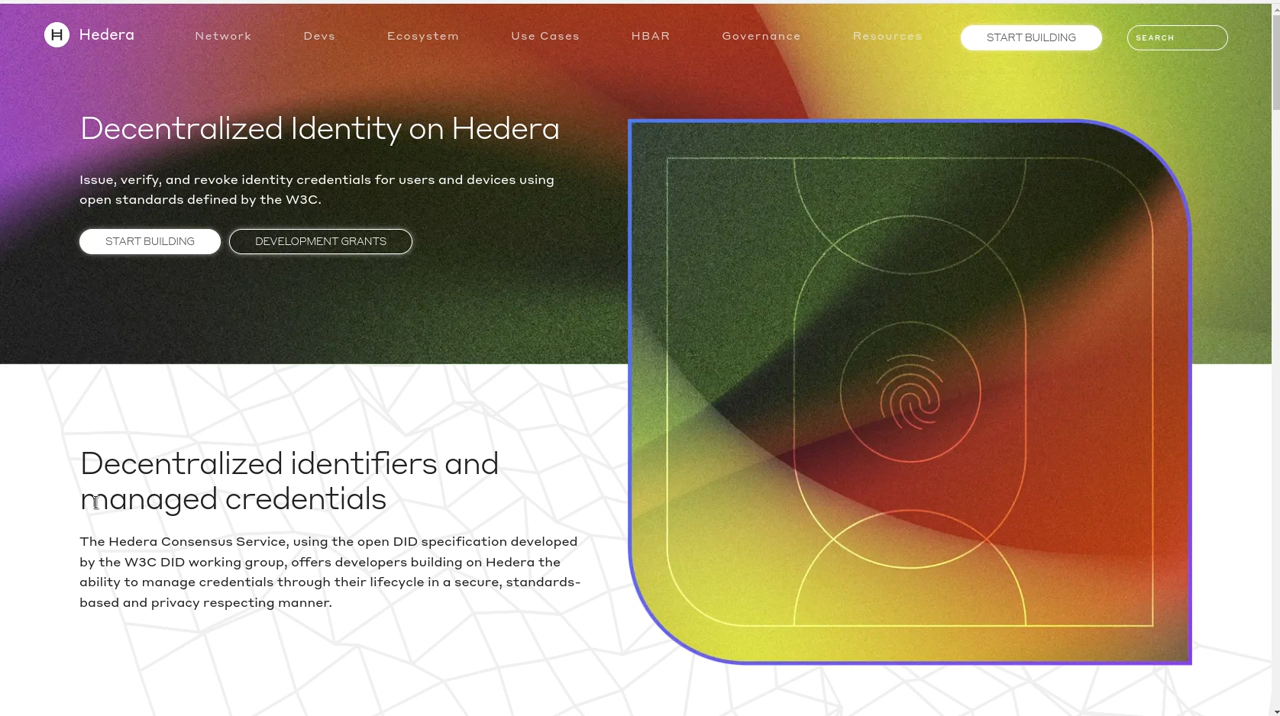 Hedera
Network
Devs
Ecosystem
Use Cases
HBAR
Governance
Resources
START BUILDING
SEARCH
Decentralized Identity on Hedera
Issue, verify, and revoke identity credentials for users and devices using
open standards defined by the W3C.
START BUILDING
DEVELOPMENT GRANTS
Decentralized identifiers and
managed credentials
The Hedera Consensus Service, using the open DID specification developed
by the W3C DID working group, offers developers building on Hedera the
ability to manage credentials through their lifecycle in a secure, standards-
based and privacy respecting manner.